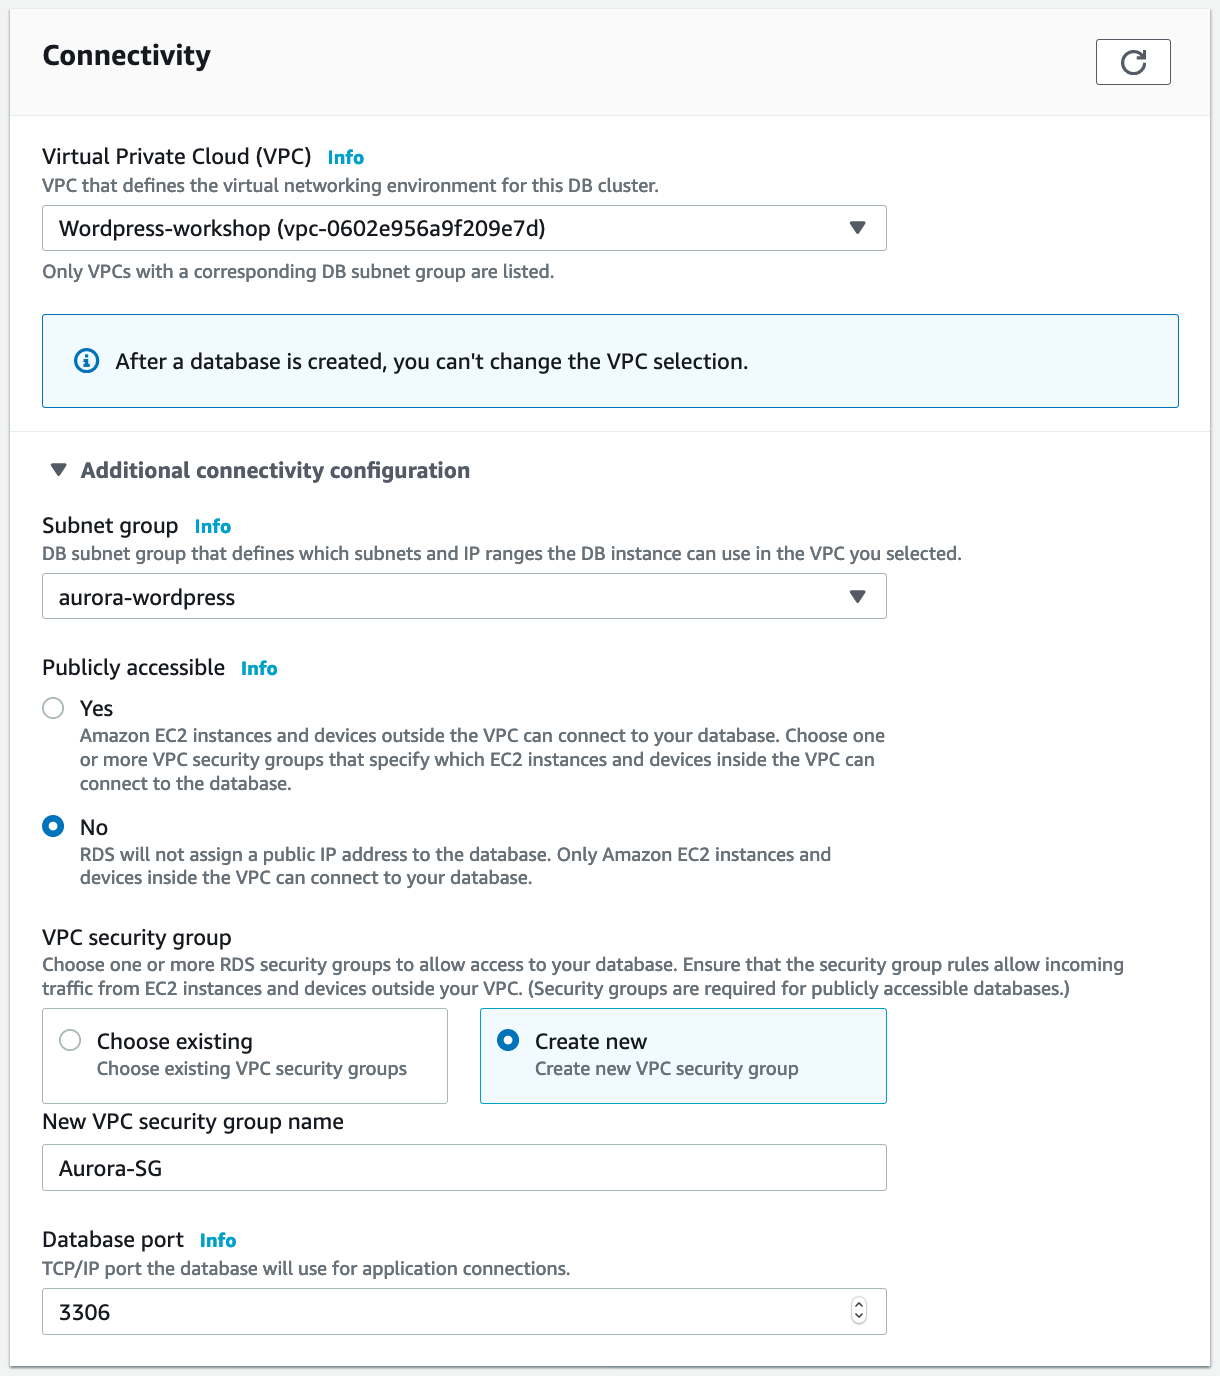 Connectivity
Virtual Private Cloud (VPC) Info
VPC that defines the virtual networking environment for this DB cluster.
Wordpress-workshop (vpc-0602e956a9f209e7d)
Only VPCs with a corresponding DB subnet group are listed.
After a database is created, you can't change the VPC selection.
Additional connectivity configuration
Subnet group Info
DB subnet group that defines which subnets and IP ranges the DB instance can use in the VPC you selected.
aurora-wordpress
Publicly accessible Info
Yes
Amazon EC2 instances and devices outside the VPC can connect to your database. Choose one
or more VPC security groups that specify which EC2 instances and devices inside the VPC can
connect to the database.
No
RDS will not assign a public IP address to the database. Only Amazon EC2 instances and
devices inside the VPC can connect to your database.
VPC security group
Choose one or more RDS security groups to allow access to your database. Ensure that the security group rules allow incoming
traffic from EC2 instances and devices outside your VPC. (Security groups are required for publicly accessible databases.)
Choose existing
Choose existing VPC security groups
Create new
Create new VPC security group
New VPC security group name
Aurora-SG
Database port Info
TCP/IP port the database will use for application connections.
3306